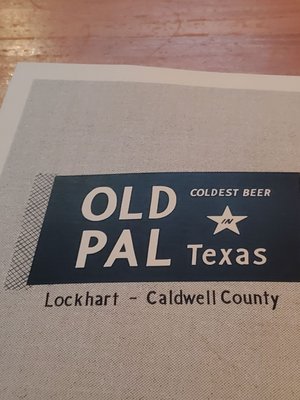 OLD PAL
COLDEST BEER
IN
Texas
Lockhart - Caldwell County